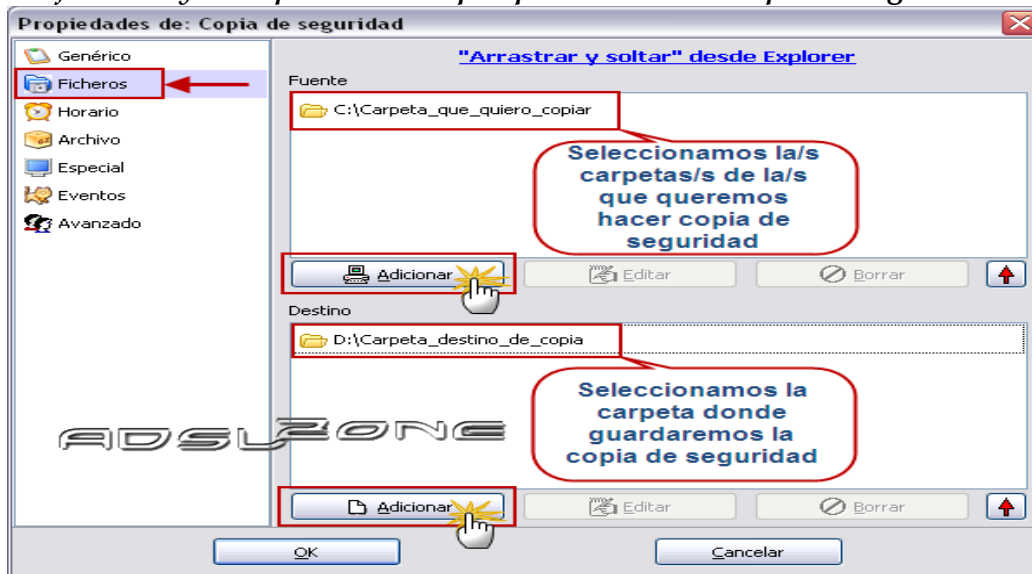 Propiedades de: Copia de seguridad
Genérico
Ficheros
Horario
Archivo
Especial
Eventos
Avanzado
"Arrastrar y soltar" desde Explorer
Fuente
C:\Carpeta_que_quiero_copiar
Seleccionamos la/s
carpetas/s de la/s
que queremos
hacer copia de
seguridad
Adicionar
Editar
Borrar
Destino
D:\Carpeta_destino_de_copia
Seleccionamos la
carpeta donde
guardaremos la
copia de seguridad
ADSLZONE
Adicionar
Editar
Borrar
OK
Cancelar